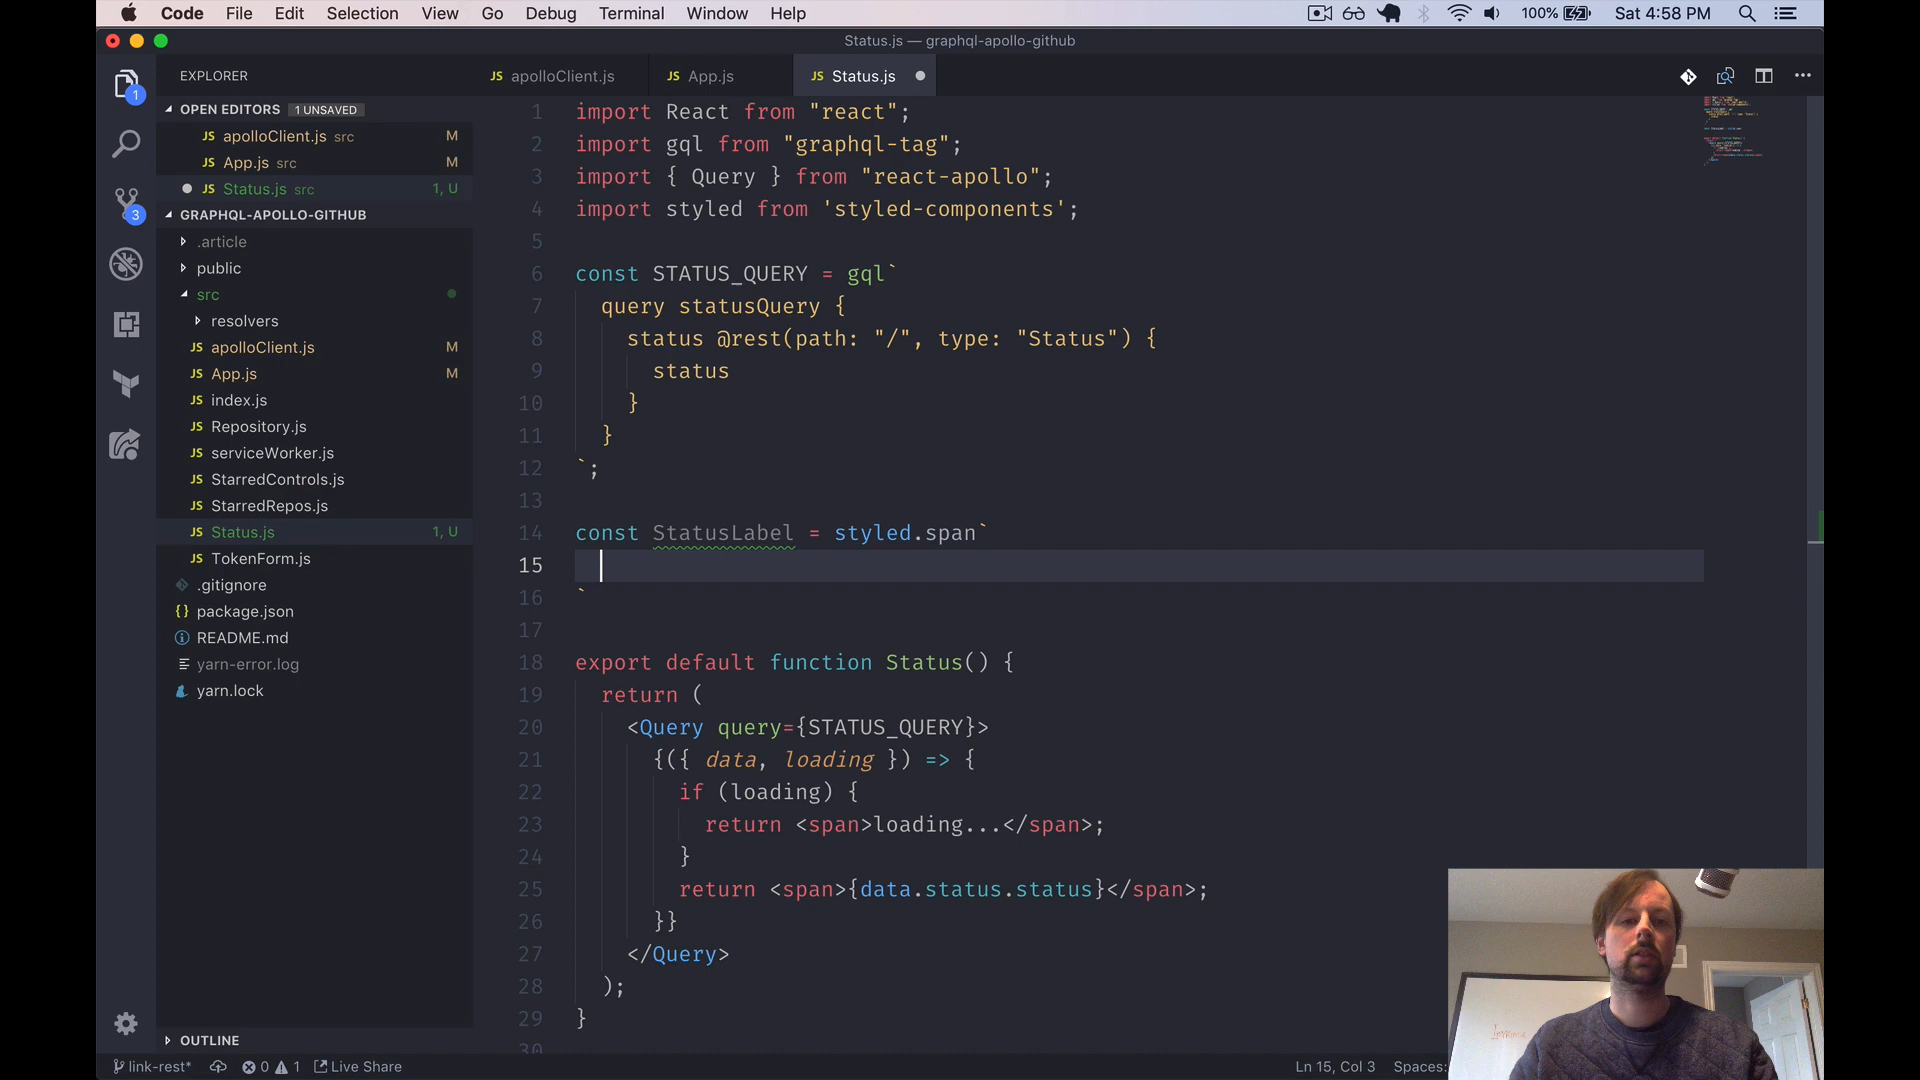 Code File Edit Selection View Go Debug Terminal Window Help 100% Sat 4:58 PM
Status.js — graphql-apollo-github
EXPLORER
JS apolloClient.js
JS App.js
JS Status.js
OPEN EDITORS 1 UNSAVED
JS apolloClient.js src M
JS App.js src M
JS Status.js src 1, U
GRAPHQL-APOLLO-GITHUB
.article
public
src
resolvers
JS apolloClient.js M
JS App.js M
JS index.js
JS Repository.js
JS serviceWorker.js
JS StarredControls.js
JS StarredRepos.js
JS Status.js 1, U
JS TokenForm.js
.gitignore
{} package.json
README.md
yarn-error.log
yarn.lock
OUTLINE
1
3
1 import React from "react";
2 import gql from "graphql-tag";
3 import { Query } from "react-apollo";
4 import styled from 'styled-components';
5
6 const STATUS_QUERY = gql`
7 query statusQuery {
8 status @rest(path: "/", type: "Status") {
9 status
10 }
11 }
12 `;
13
14 const StatusLabel = styled.span`
15
16 `
17
18 export default function Status() {
19 return (
20 <Query query={STATUS_QUERY}>
21 {({ data, loading }) => {
22 if (loading) {
23 return <span>loading...</span>;
24 }
25 return <span>{data.status.status}</span>;
26 }}
27 </Query>
28 );
29 }
30
link-rest* 0 1 Live Share Ln 15, Col 3 Spaces: